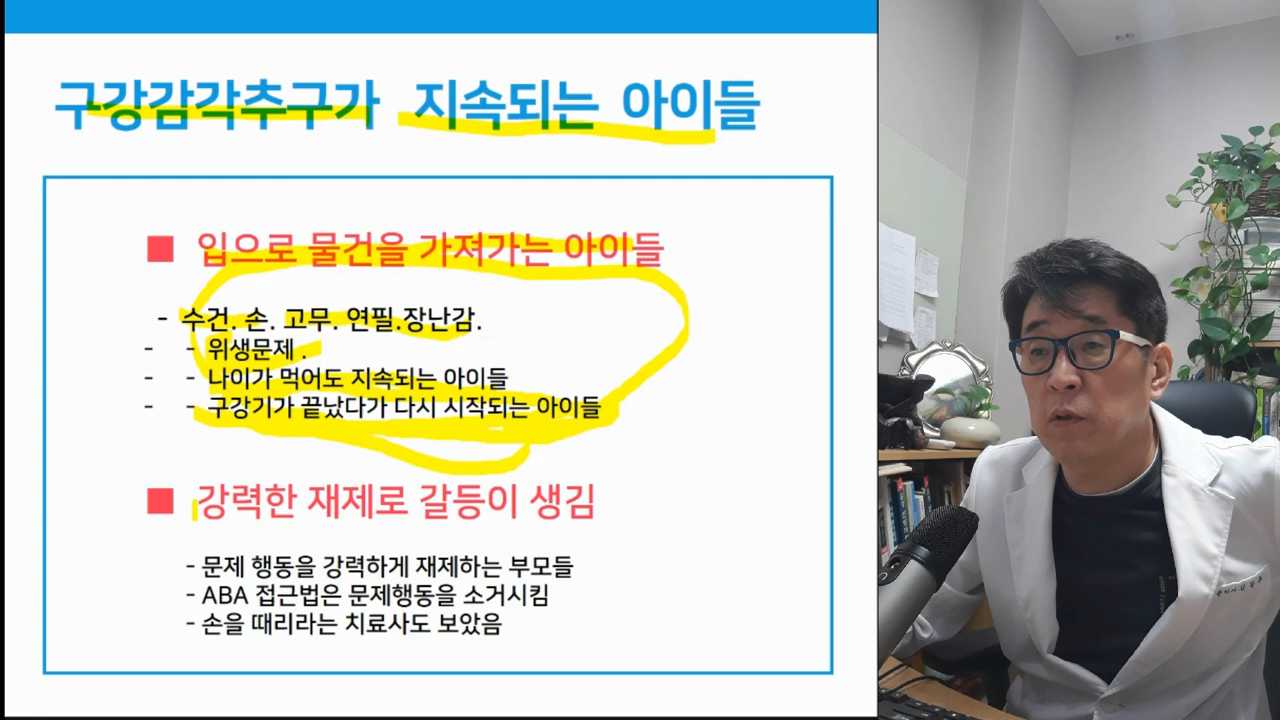 구강감각추구가 지속되는 아이들
■ 입으로 물건을 가져가는 아이들
- 수건. 손. 고무. 연필.장난감.
- - 위생문제 .
- - 나이가 먹어도 지속되는 아이들
- - 구강기가 끝났다가 다시 시작되는 아이들
■ 강력한 재제로 갈등이 생김
- 문제 행동을 강력하게 재제하는 부모들
- ABA 접근법은 문제행동을 소거시킴
- 손을 때리라는 치료사도 보았음